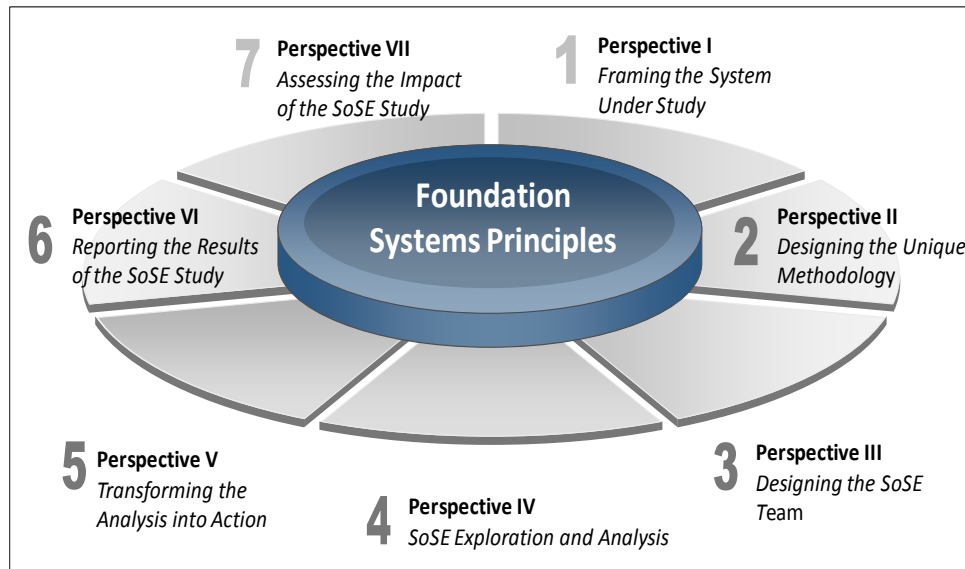 Foundation
Systems Principles
1
Perspective I
Framing the System
Under Study
2
Perspective II
Designing the Unique
Methodology
3
Perspective III
Designing the SoSE
Team
4
Perspective IV
SoSE Exploration and Analysis
5
Perspective V
Transforming the
Analysis into Action
6
Perspective VI
Reporting the Results
of the SoSE Study
7
Perspective VII
Assessing the Impact
of the SoSE Study